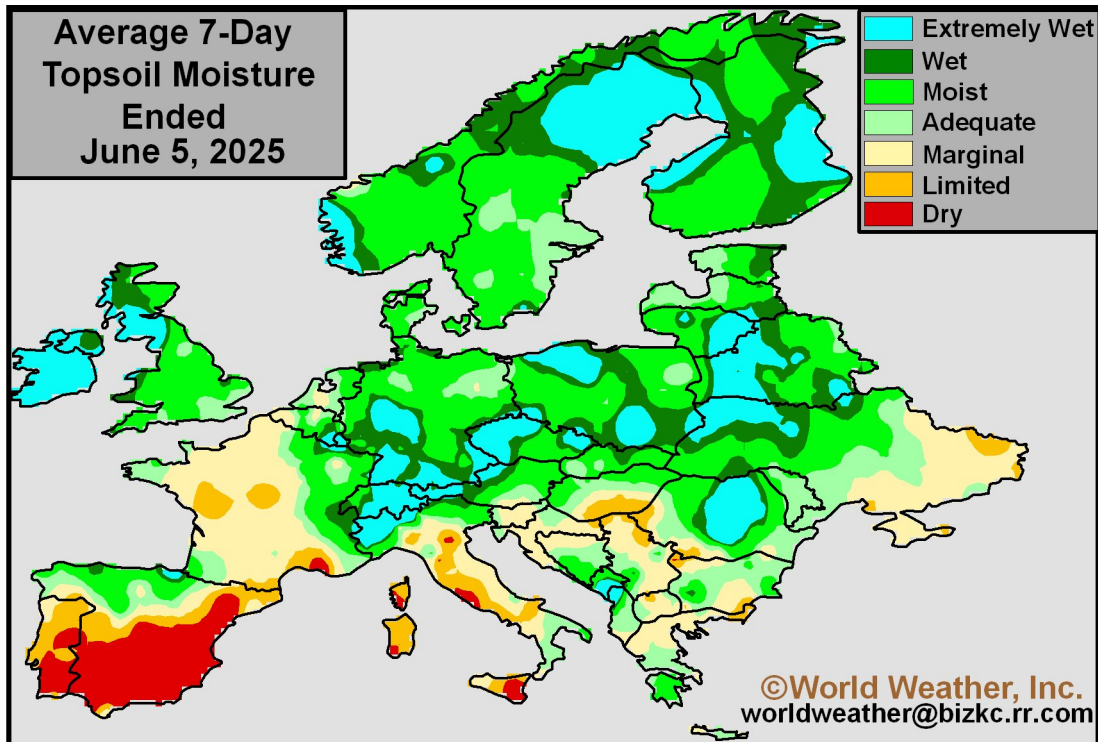 Average 7-Day
Topsoil Moisture
Ended
June 5, 2025
Extremely Wet
Wet
Moist
Adequate
Marginal
Limited
Dry
©World Weather, Inc.
worldweather@bizkc.rr.com